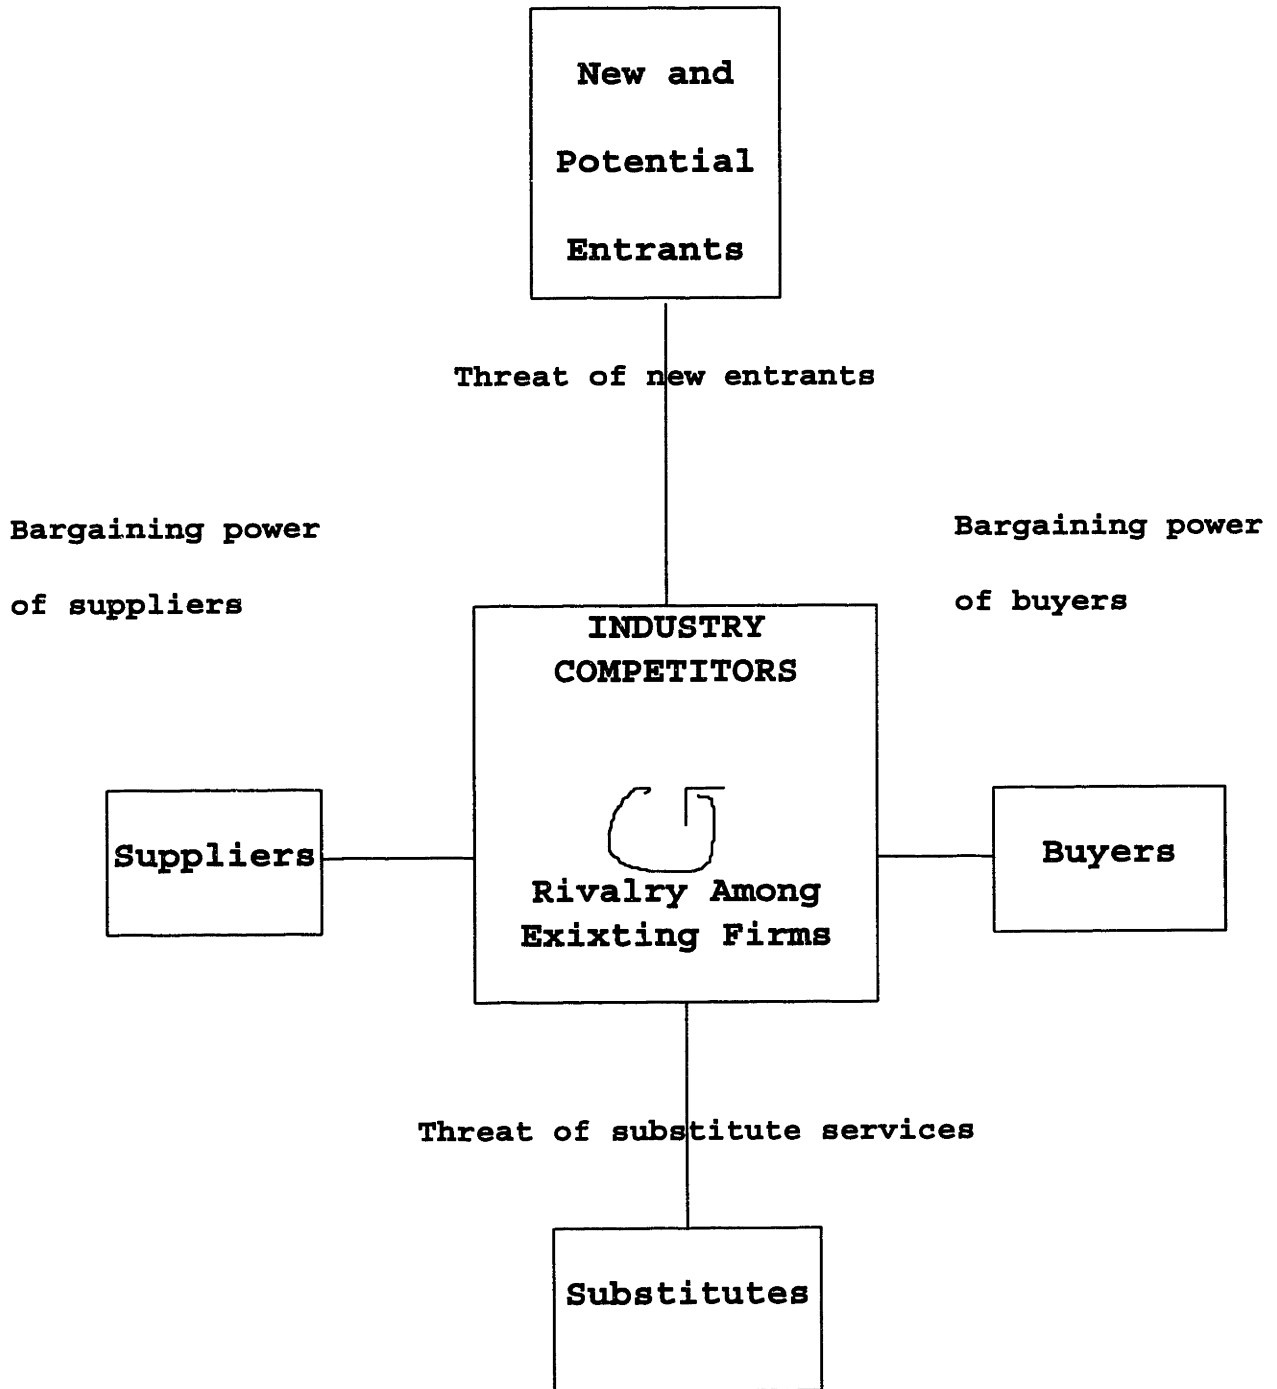 New and
Potential
Entrants
Threat of new entrants
Bargaining power
of suppliers
Bargaining power
of buyers
INDUSTRY
COMPETITORS
Suppliers
Rivalry Among
Exixting Firms
Buyers
Threat of substitute services
Substitutes